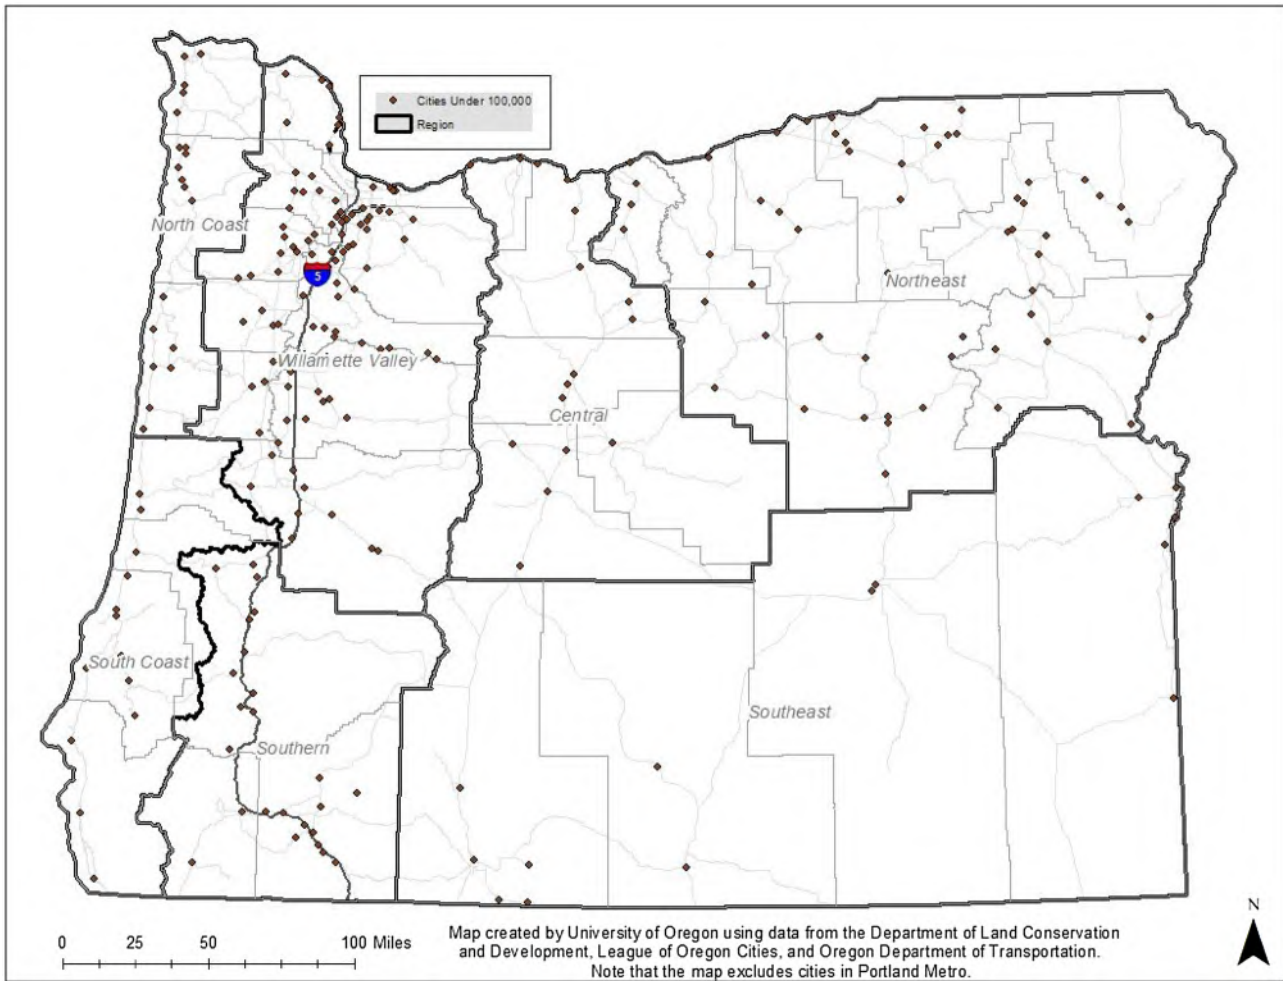 Cities Under 100,000
Region
North Coast
5
Northeast
Willamette Valley
Central
South Coast
Southeast
Southern
N
0 25 50 100 Miles
Map created by University of Oregon using data from the Department of Land Conservation
and Development, League of Oregon Cities, and Oregon Department of Transportation.
Note that the map excludes cities in Portland Metro.